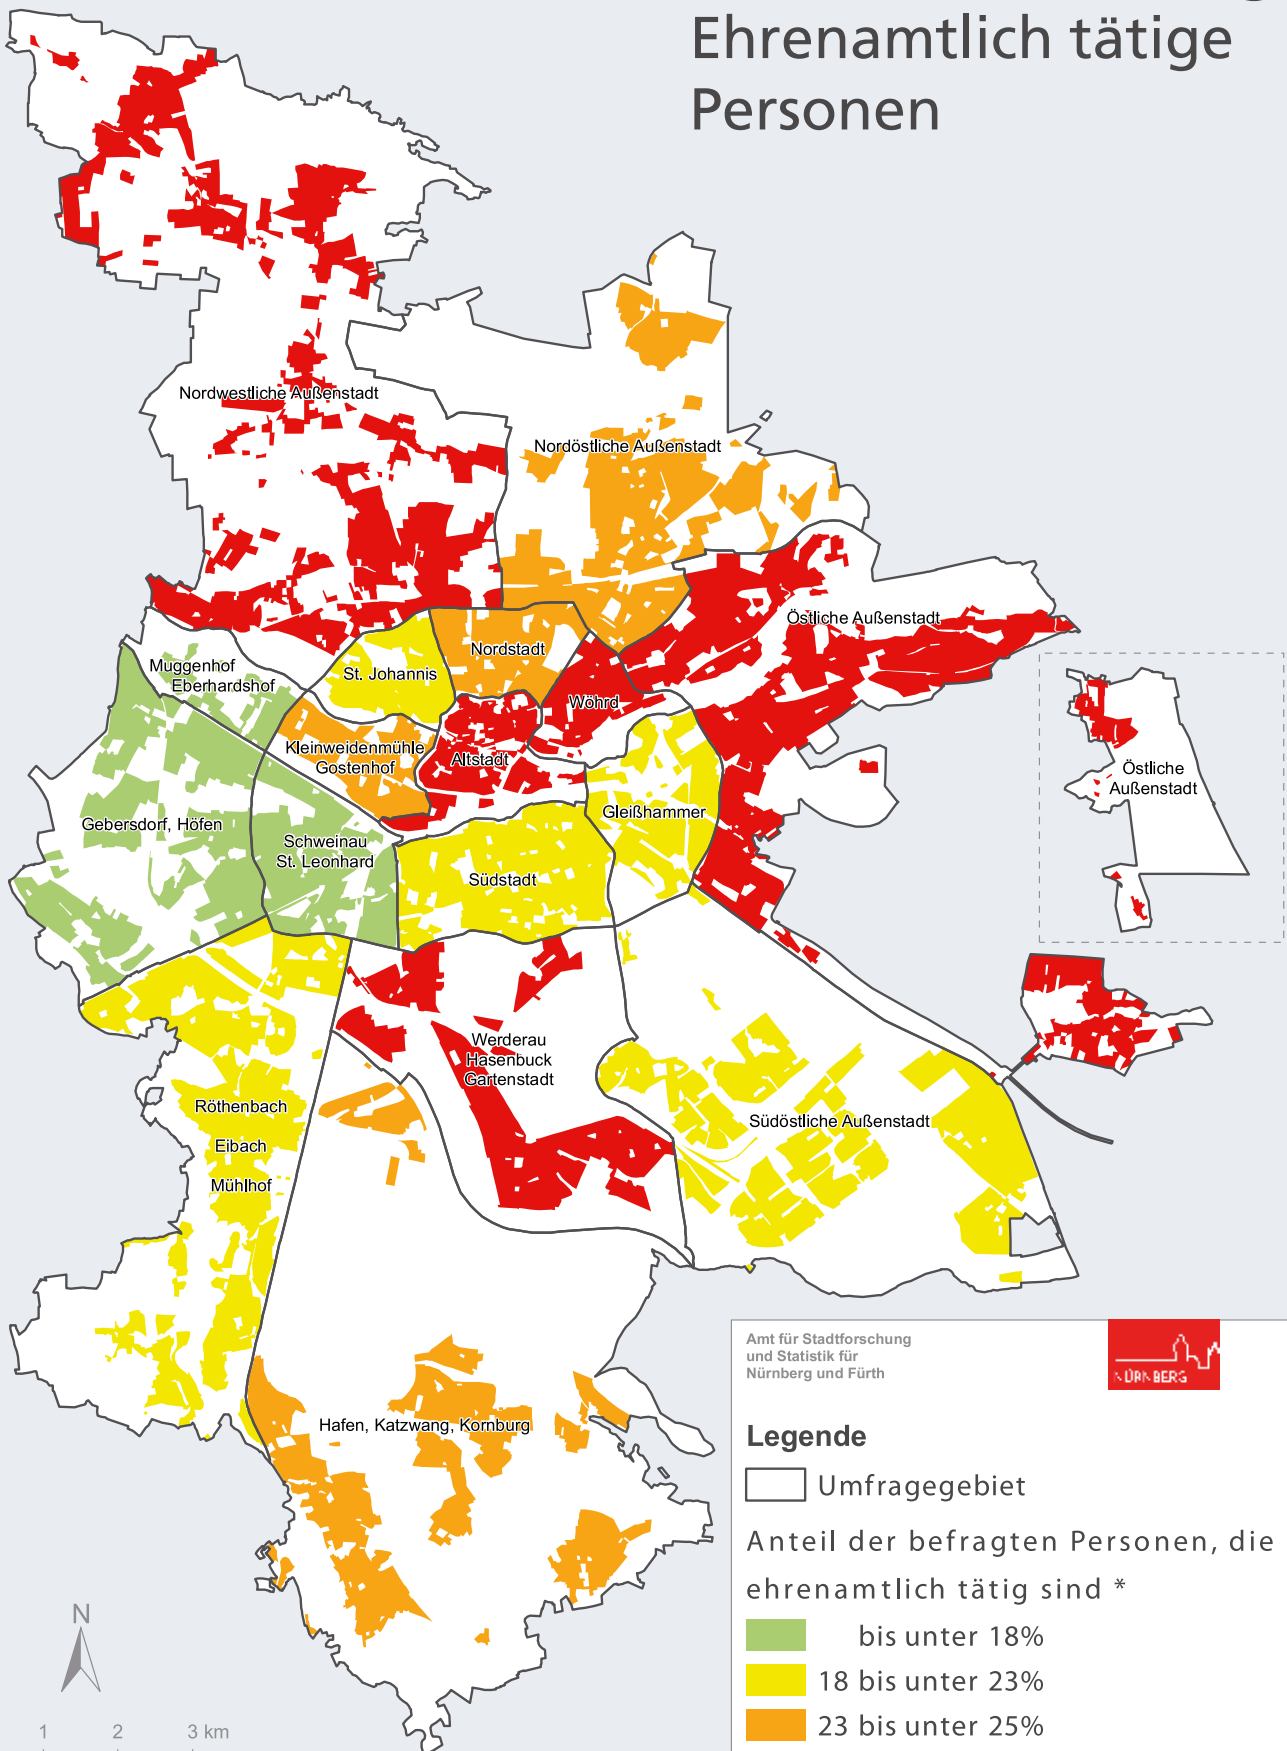 Ehrenamtlich tätige
Personen
Nordwestliche Außenstadt
Nordöstliche Außenstadt
Östliche Außenstadt
Muggenhof
Eberhardshof
St. Johannis
Nordstadt
Wöhrd
Kleinweidenmühle
Gostenhof
Altstadt
Östliche
Außenstadt
Gebersdorf, Höfen
Schweinau
St. Leonhard
Gleißhammer
Südstadt
Werderau
Hasenbuck
Gartenstadt
Röthenbach
Eibach
Mühlhof
Südöstliche Außenstadt
Hafen, Katzwang, Kornburg
Amt für Stadtforschung
und Statistik für
Nürnberg und Fürth
NÜRNBERG
Legende
Umfragegebiet
Anteil der befragten Personen, die
ehrenamtlich tätig sind *
bis unter 18%
18 bis unter 23%
23 bis unter 25%
N
1 2 3 km